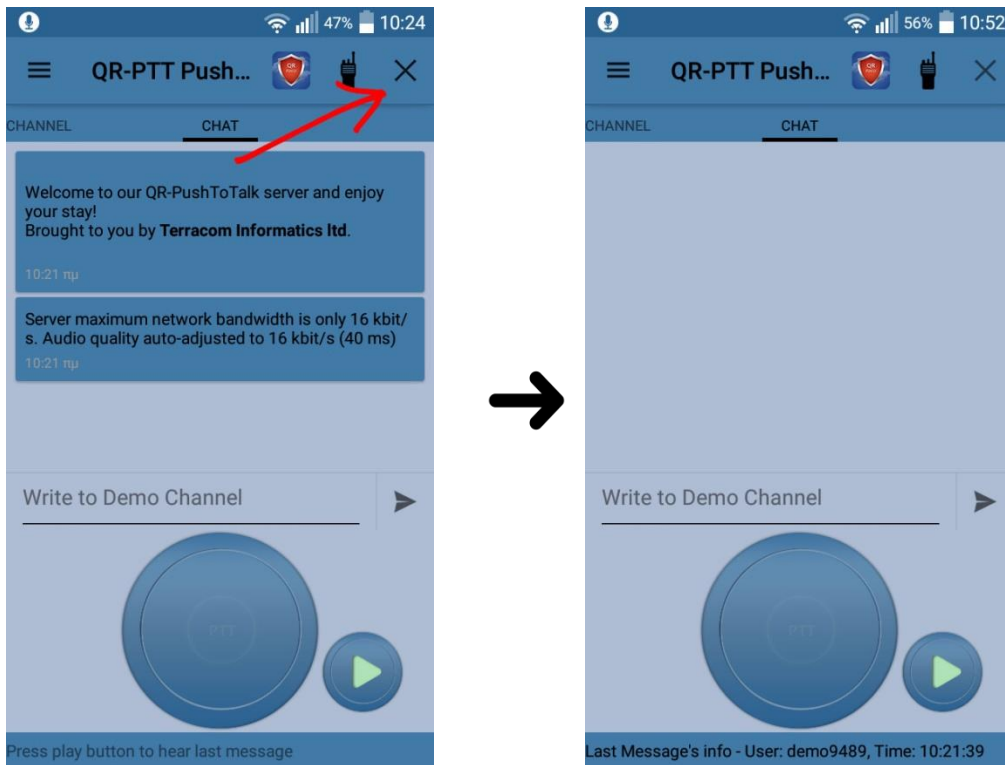 47% 10:24
QR-PTT Push...
CHANNEL CHAT
Welcome to our QR-PushToTalk server and enjoy
your stay!
Brought to you by Terracom Informatics ltd.
10:21 πμ
Server maximum network bandwidth is only 16 kbit/
s. Audio quality auto-adjusted to 16 kbit/s (40 ms)
10:21 πμ
Write to Demo Channel
PTT
Press play button to hear last message
56% 10:52
QR-PTT Push...
CHANNEL CHAT
Write to Demo Channel
PTT
Last Message's info - User: demo9489, Time: 10:21:39